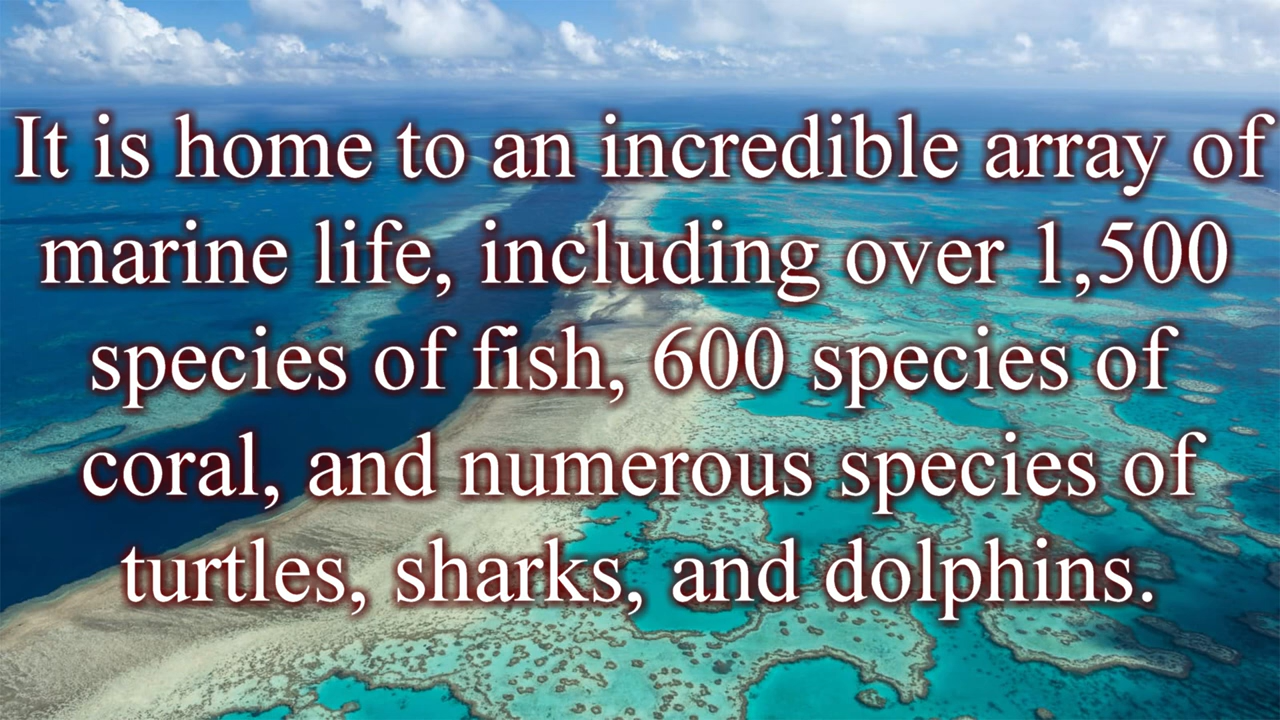 It is home to an incredible array of
marine life, including over 1,500
species of fish, 600 species of
coral, and numerous species of
turtles, sharks, and dolphins.